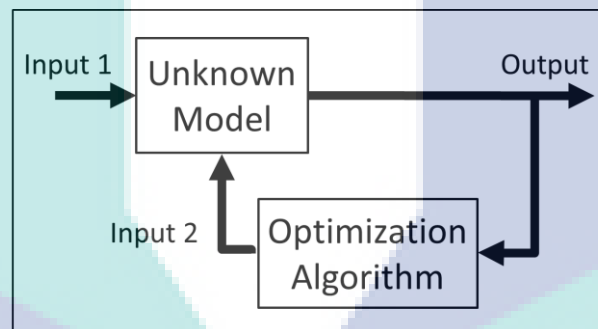 Input 1
Unknown
Model
Output
Input 2
Optimization
Algorithm